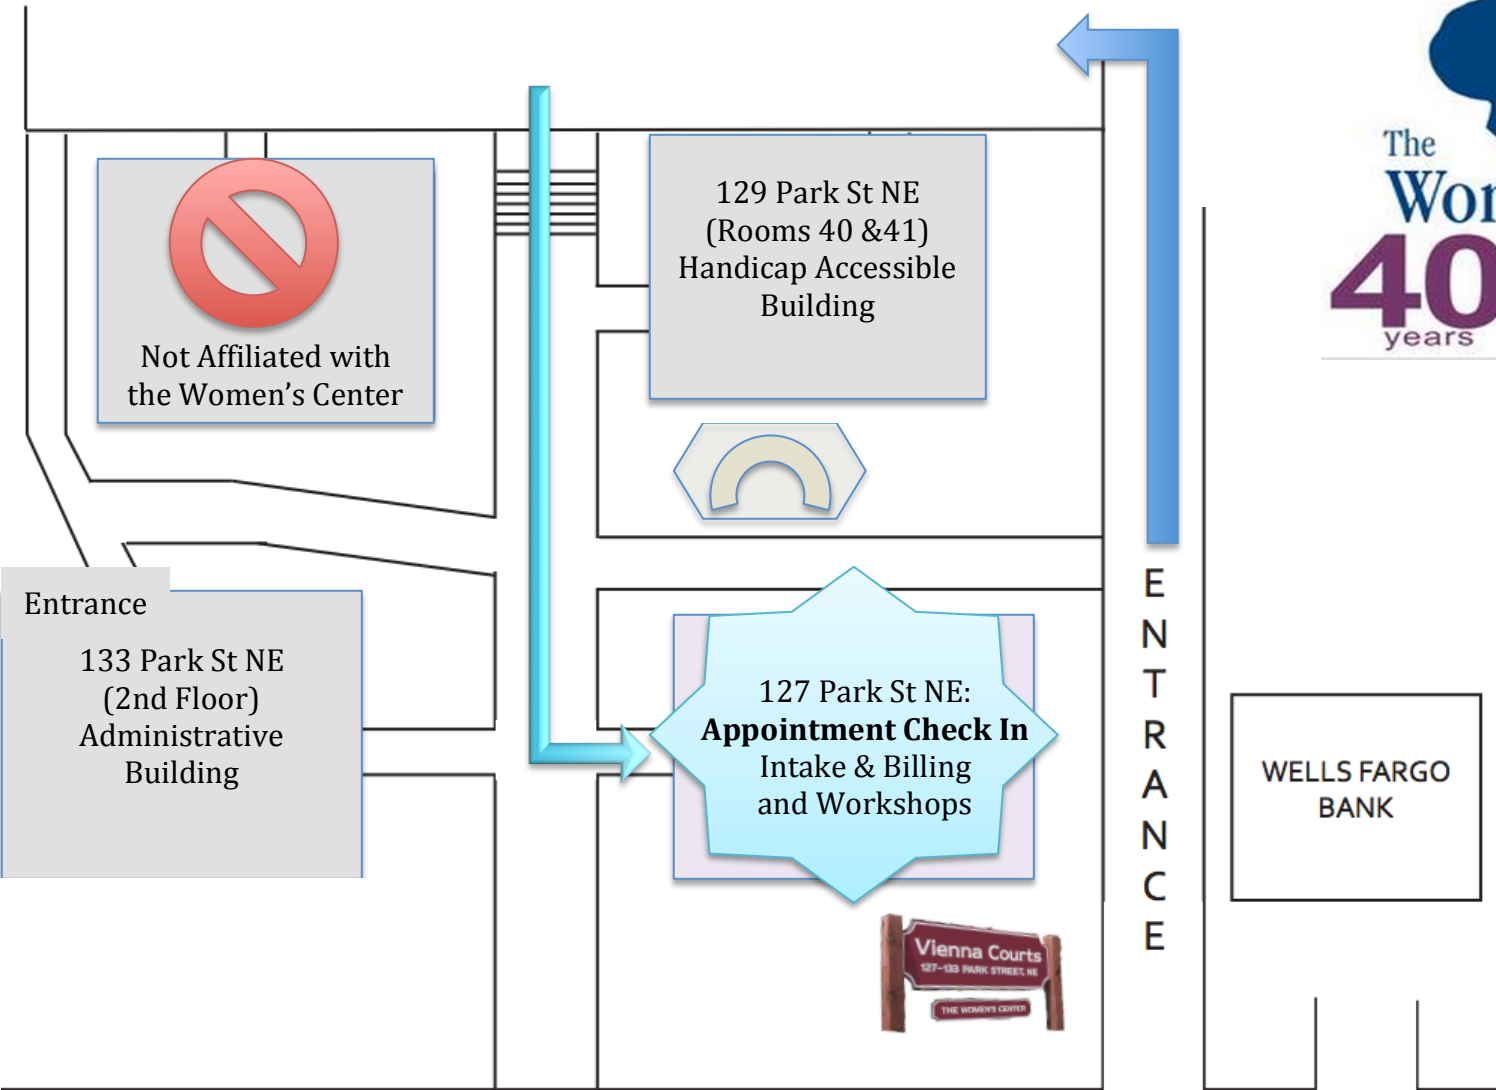 The
Wom
40
years
129 Park St NE
(Rooms 40 &41)
Handicap Accessible
Building
Not Affiliated with
the Women’s Center
Entrance
133 Park St NE
(2nd Floor)
Administrative
Building
127 Park St NE:
Appointment Check In
Intake & Billing
and Workshops
ENTRANCE
WELLS FARGO
BANK
Vienna Courts
127-133 PARK STREET, NE
THE WOMEN'S CENTER